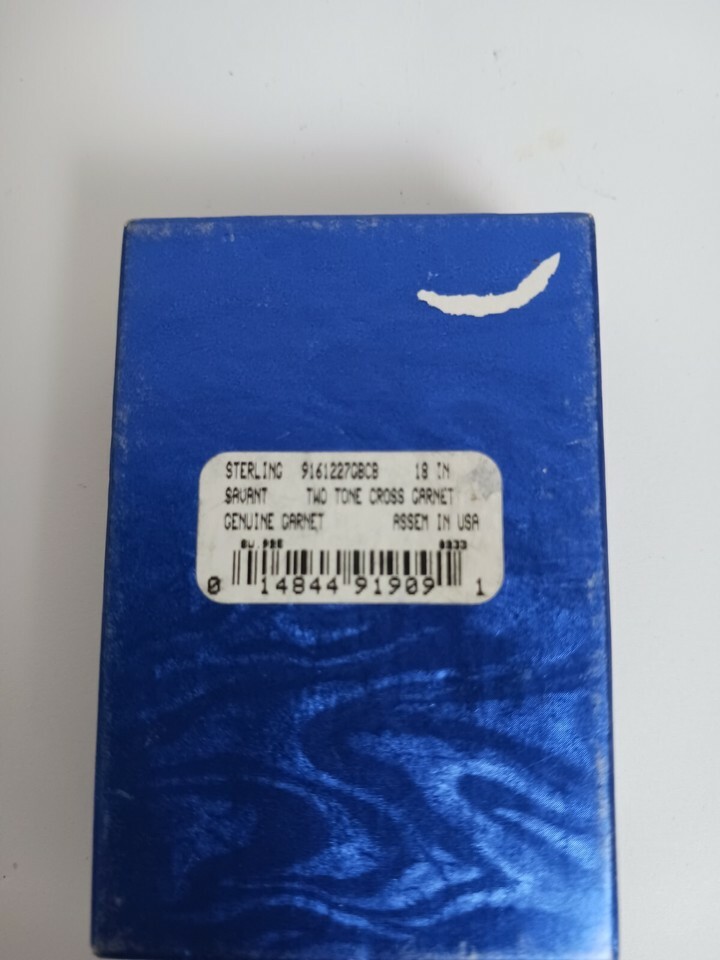 STERLING 9161227GBCB 18 IN
SAVANT TWO TONE CROSS GARNET
GENUINE GARNET ASSEM IN USA
0 14844 91909 1